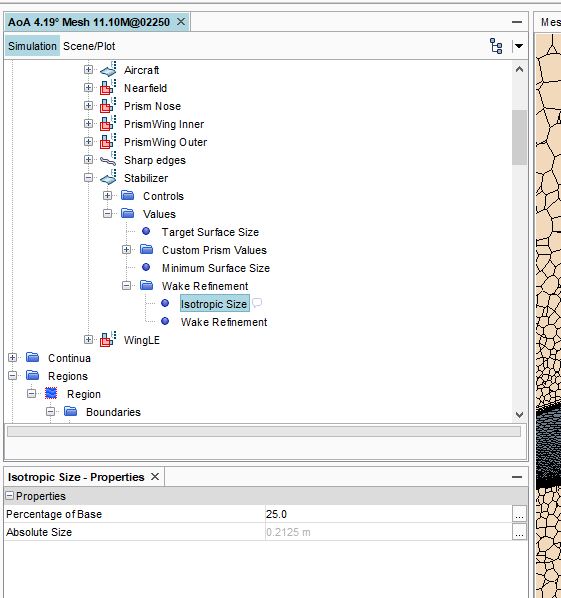 AoA 4.19° Mesh 11.10M@02250
Mes
Simulation Scene/Plot
Aircraft
Nearfield
Prism Nose
PrismWing Inner
PrismWing Outer
Sharp edges
Stabilizer
Controls
Values
Target Surface Size
Custom Prism Values
Minimum Surface Size
Wake Refinement
Isotropic Size
Wake Refinement
WingLE
Continua
Regions
Region
Boundaries
Isotropic Size - Properties
Properties
Percentage of Base 25.0 ...
Absolute Size 0.2125 m ...